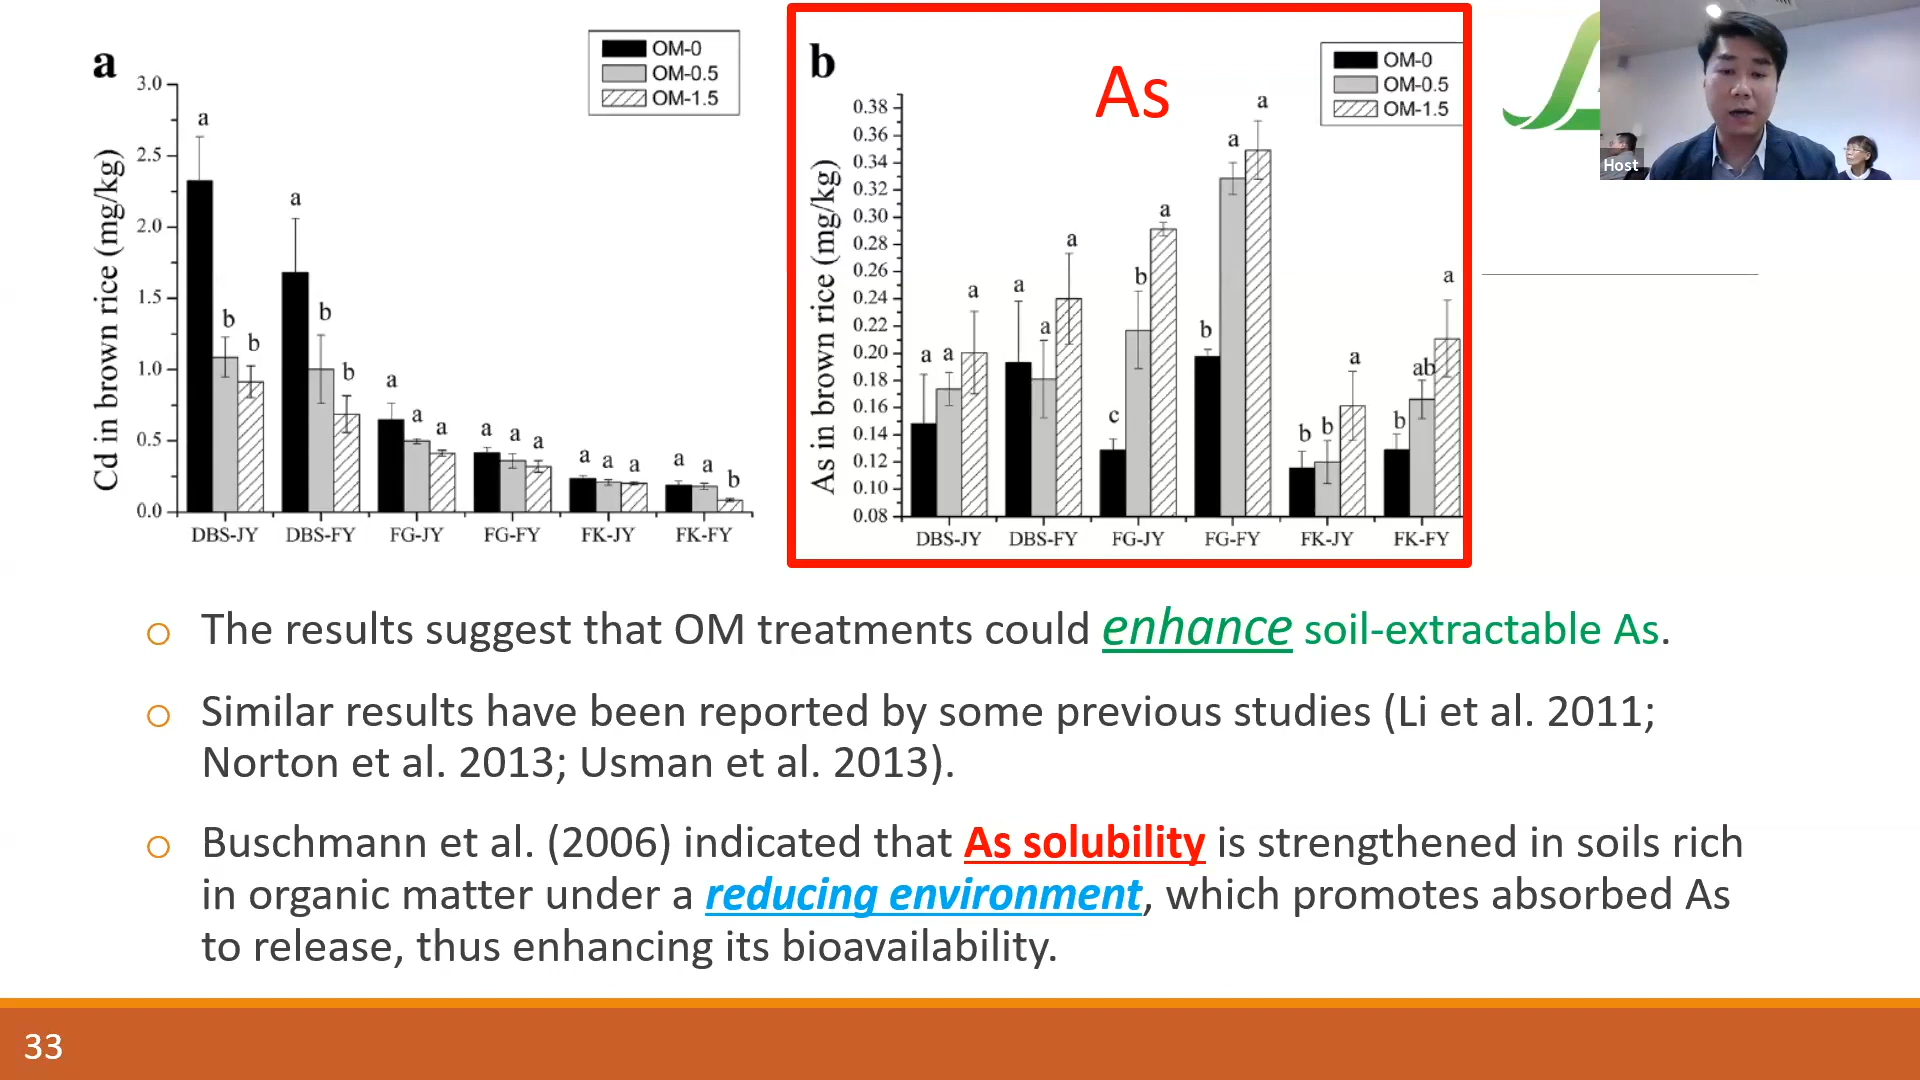 a
OM-0
OM-0.5
OM-1.5
3.0
2.5
2.0
1.5
1.0
0.5
0.0
Cd in brown rice (mg/kg)
a
b
b
a
b
b
a
a
a
a
a
a
a
a
a
a
a
b
DBS-JY DBS-FY FG-JY FG-FY FK-JY FK-FY
b
As
OM-0
OM-0.5
OM-1.5
0.38
0.36
0.34
0.32
0.30
0.28
0.26
0.24
0.22
0.20
0.18
0.16
0.14
0.12
0.10
0.08
As in brown rice (mg/kg)
a
a
a
a
a
a
c
b
a
b
a
a
b
b
a
b
ab
a
DBS-JY DBS-FY FG-JY FG-FY FK-JY FK-FY
Host
The results suggest that OM treatments could enhance soil-extractable As.
Similar results have been reported by some previous studies (Li et al. 2011;
Norton et al. 2013; Usman et al. 2013).
Buschmann et al. (2006) indicated that As solubility is strengthened in soils rich
in organic matter under a reducing environment, which promotes absorbed As
to release, thus enhancing its bioavailability.
33